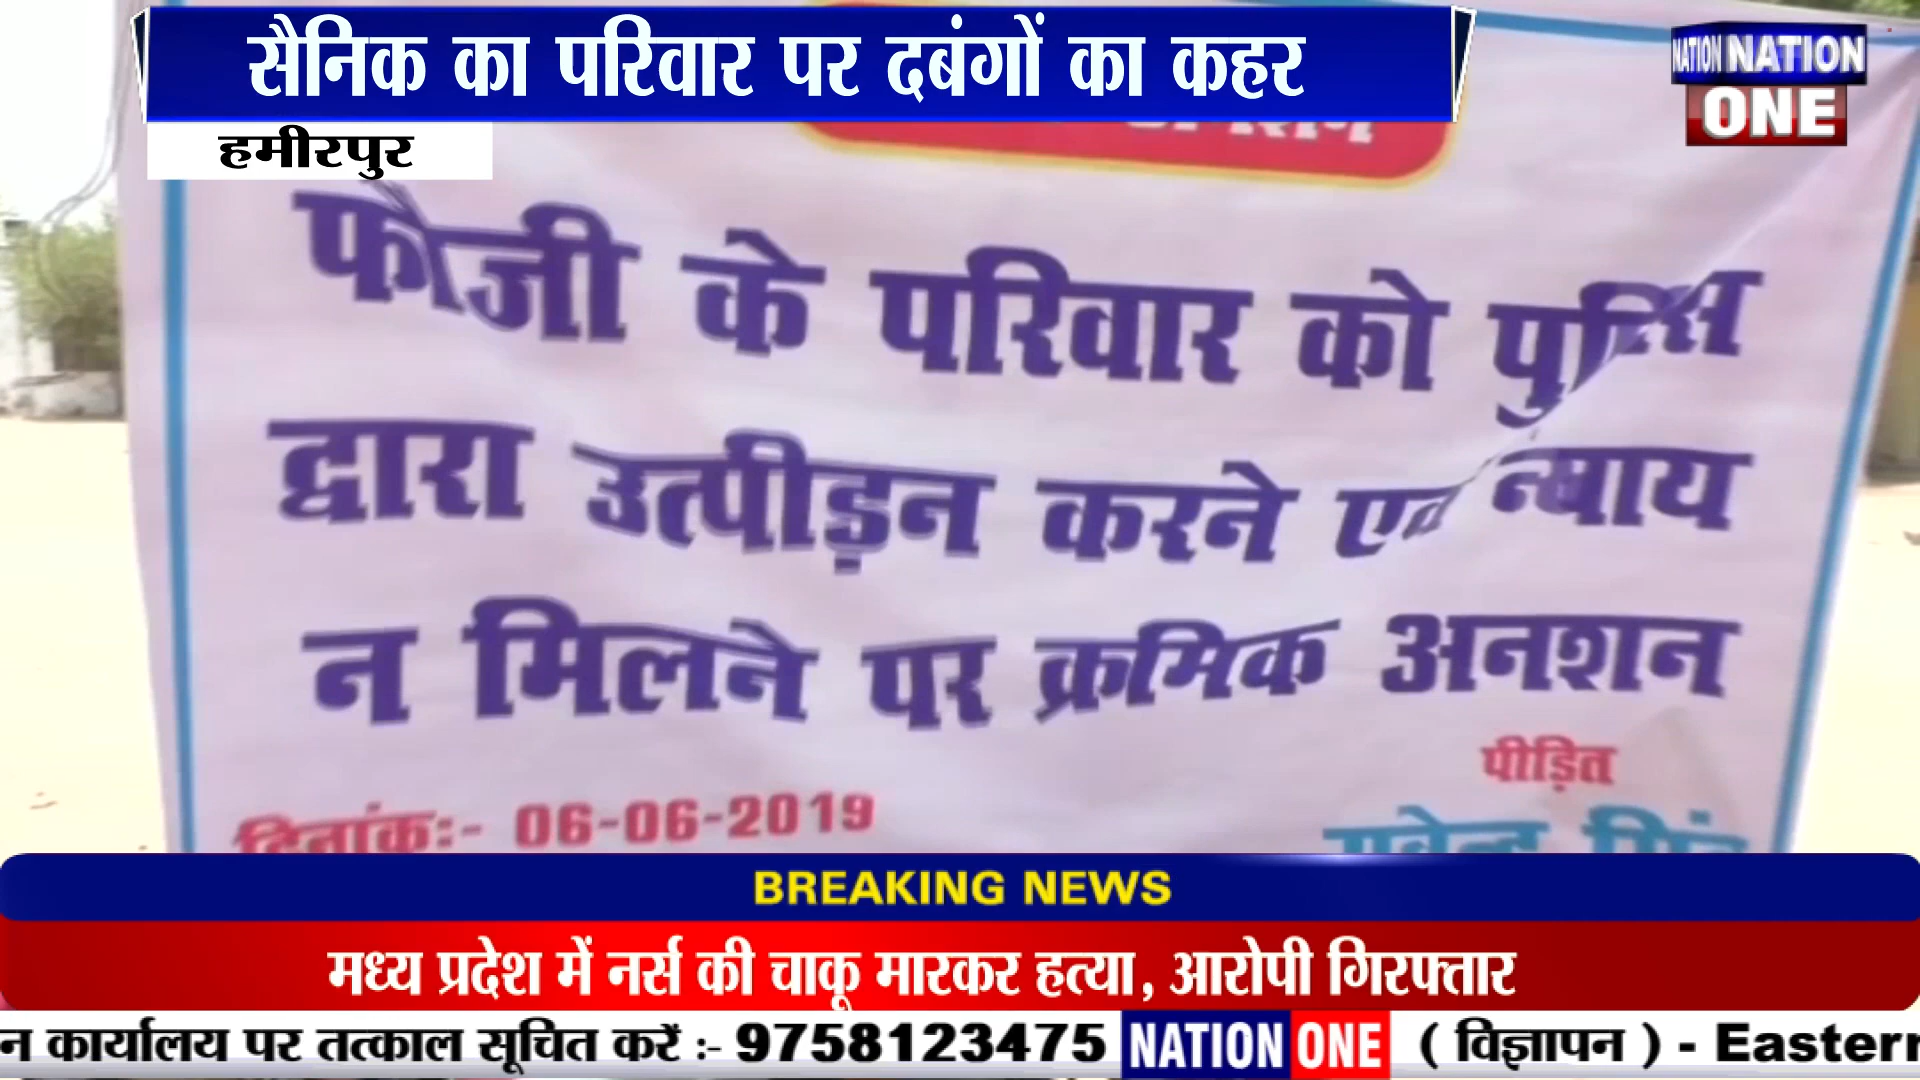 सैनिक का परिवार पर दबंगों का कहर
NATION NATION
ONE
हमीरपुर
फौजी के परिवार को
द्वारा उत्पीड़न करने एवं न्याय
न मिलने पर क्रमिक अनशन
पीड़ित
दिनांकः- 06-06-2019
BREAKING NEWS
मध्य प्रदेश में नर्स की चाकू मारकर हत्या, आरोपी गिरफ्तार
न कार्यालय पर तत्काल सूचित करें :- 9758123475 NATION ONE ( विज्ञापन ) - Eastern